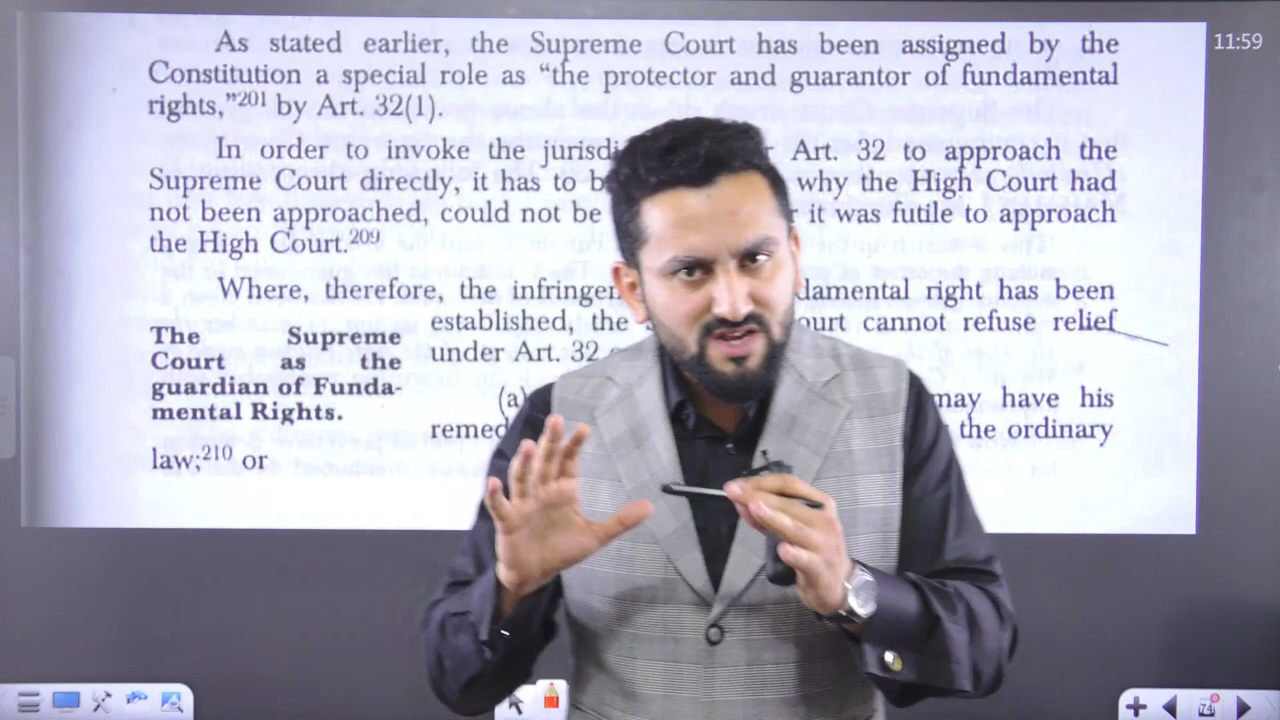 11:59
As stated earlier, the Supreme Court has been assigned by the
Constitution a special role as “the protector and guarantor of fundamental
rights,”201 by Art. 32(1).
In order to invoke the Art. 32 to approach the
Supreme Court directly, it has to why the High Court had
not been approached, could not be it was futile to approach
the High Court.209
Where, therefore, the right has been
established, the cannot refuse relief
under Art. 32
The Supreme
Court as the
guardian of Funda-
mental Rights.
(a) may have his
the ordinary
law.210 or
74